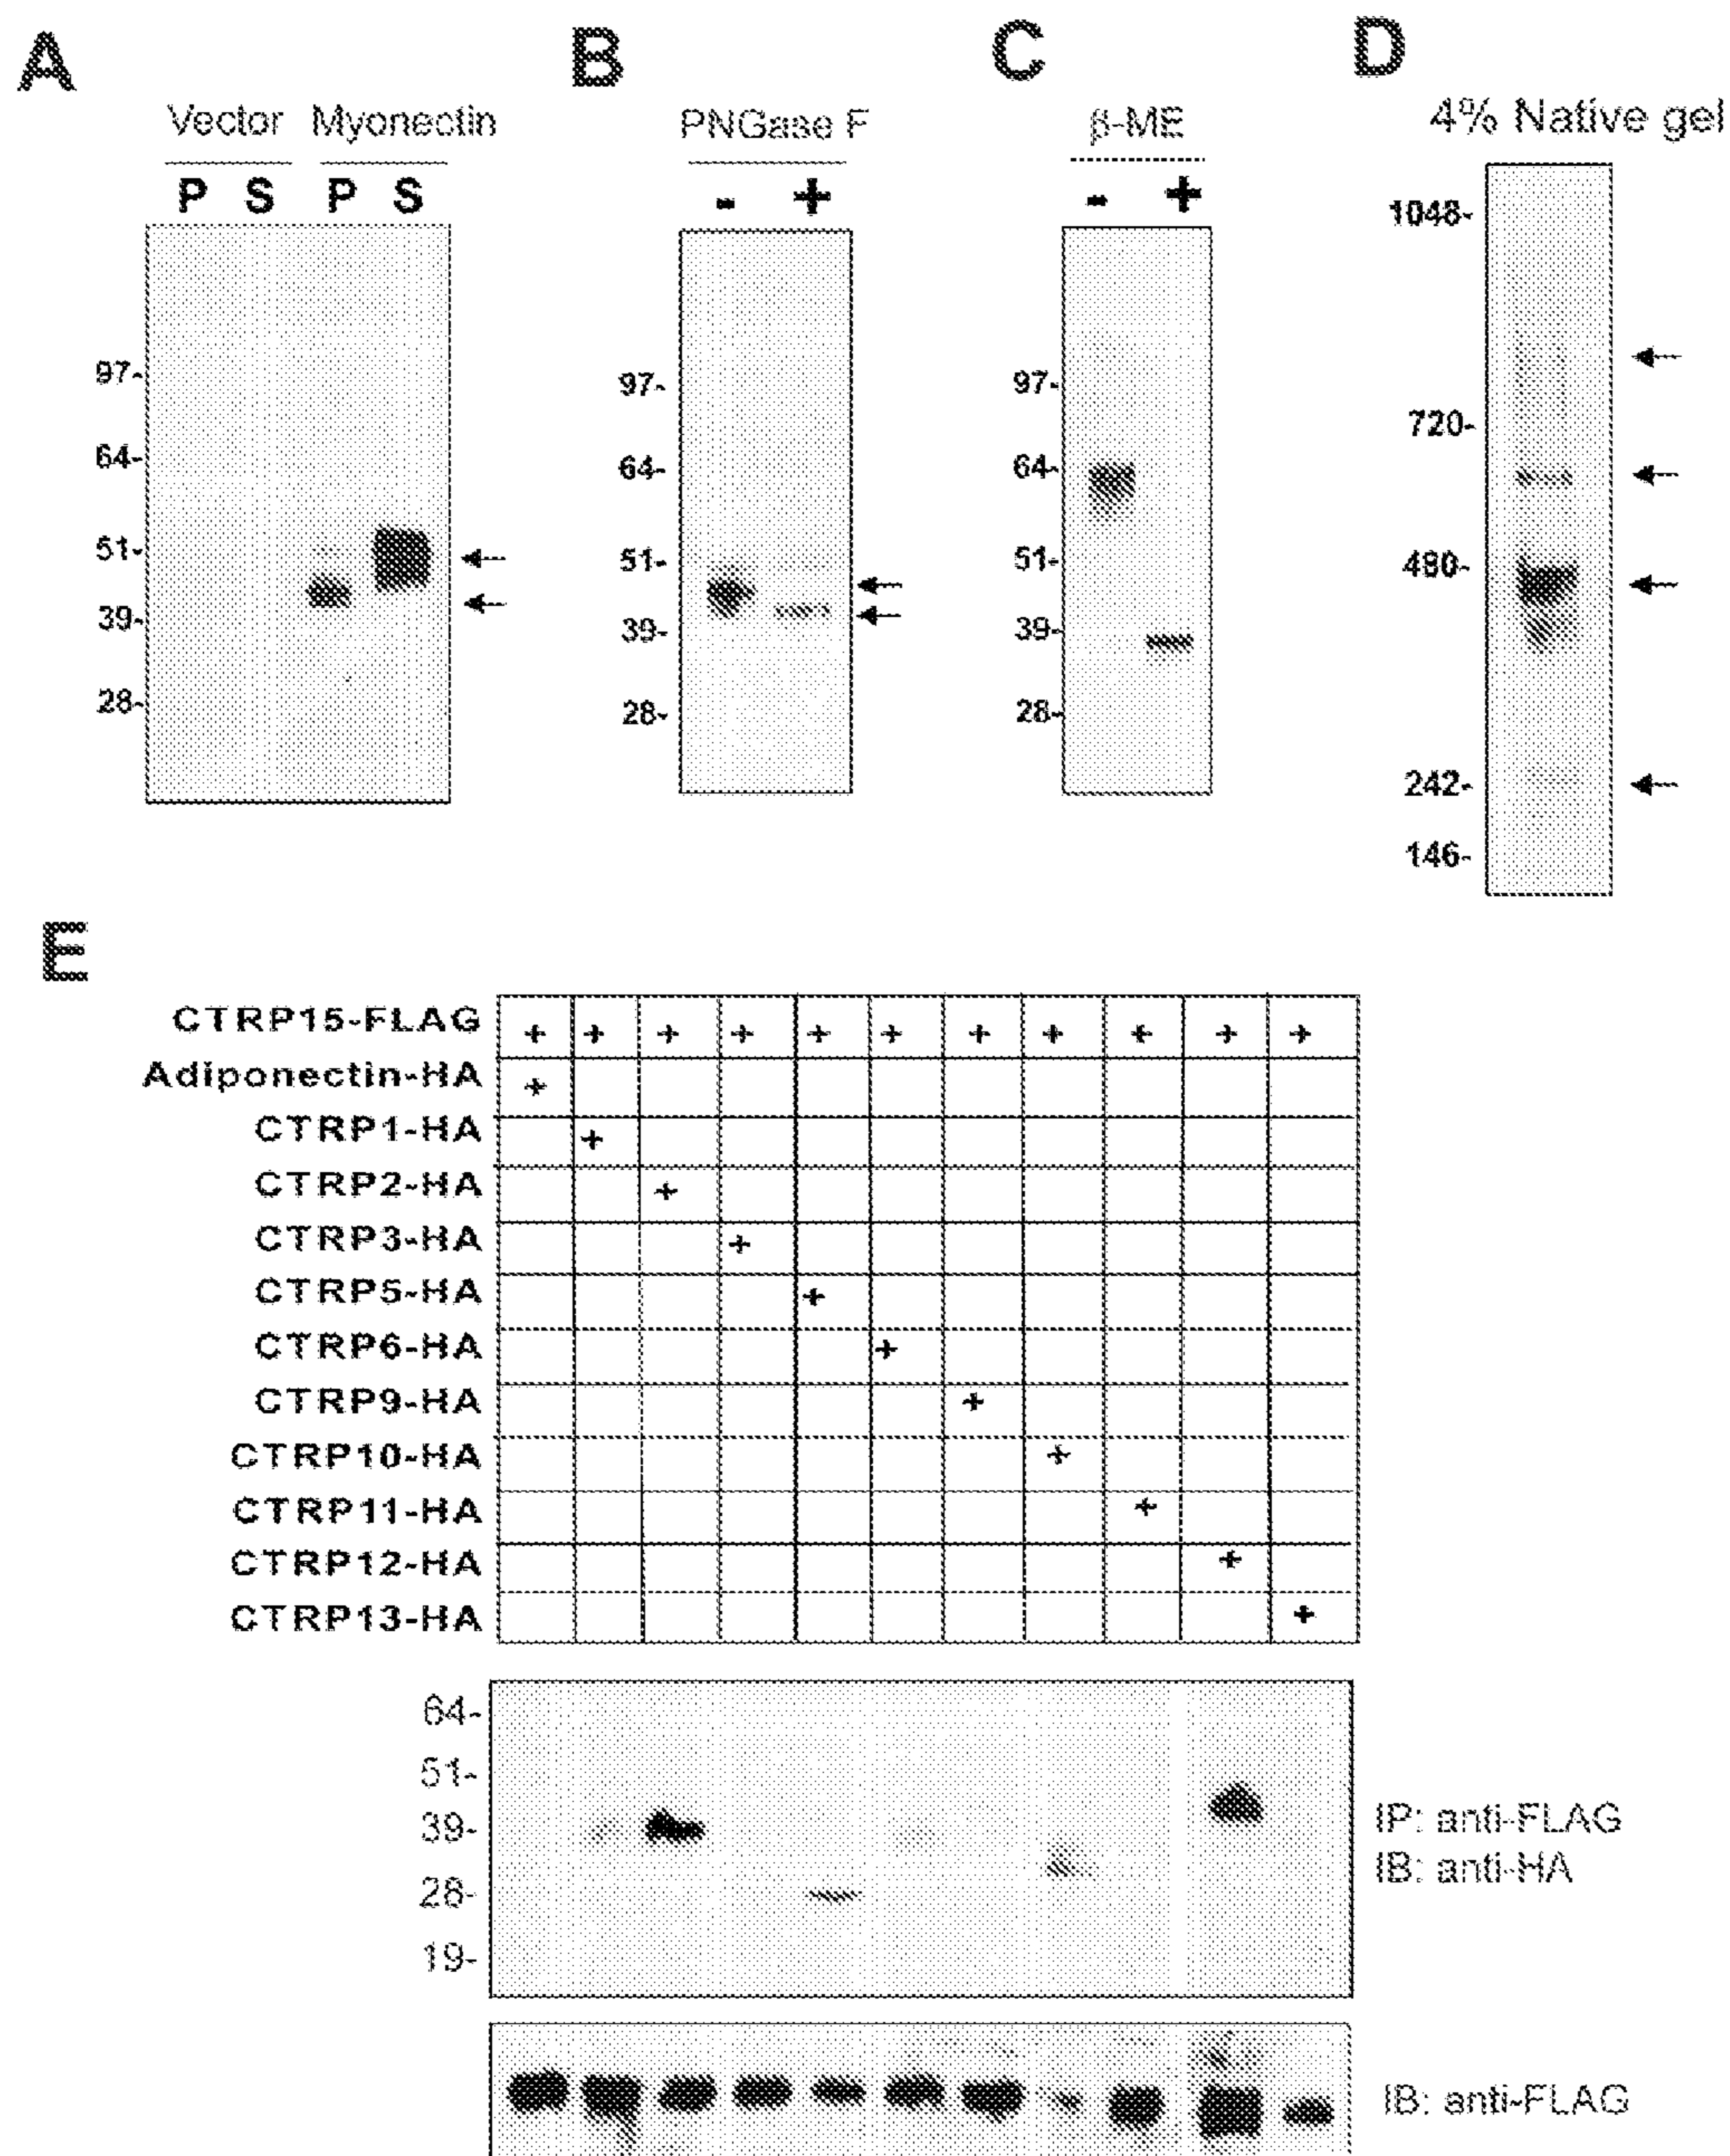 A
Vector Myonectin
P S P S
97-
64-
51-
39-
28-
B
PNGase F
- +
97-
64-
51-
39-
28-
C
β-ME
- +
97-
64-
51-
39-
28-
D
4% Native gel
1048-
720-
480-
242-
146-
E
CTRP15-FLAG + + + + + + + + + + +
Adiponectin-HA +
CTRP1-HA +
CTRP2-HA +
CTRP3-HA +
CTRP5-HA +
CTRP6-HA +
CTRP9-HA +
CTRP10-HA +
CTRP11-HA +
CTRP12-HA +
CTRP13-HA +
64-
51-
39-
28-
19-
IP: anti-FLAG
IB: anti-HA
IB: anti-FLAG